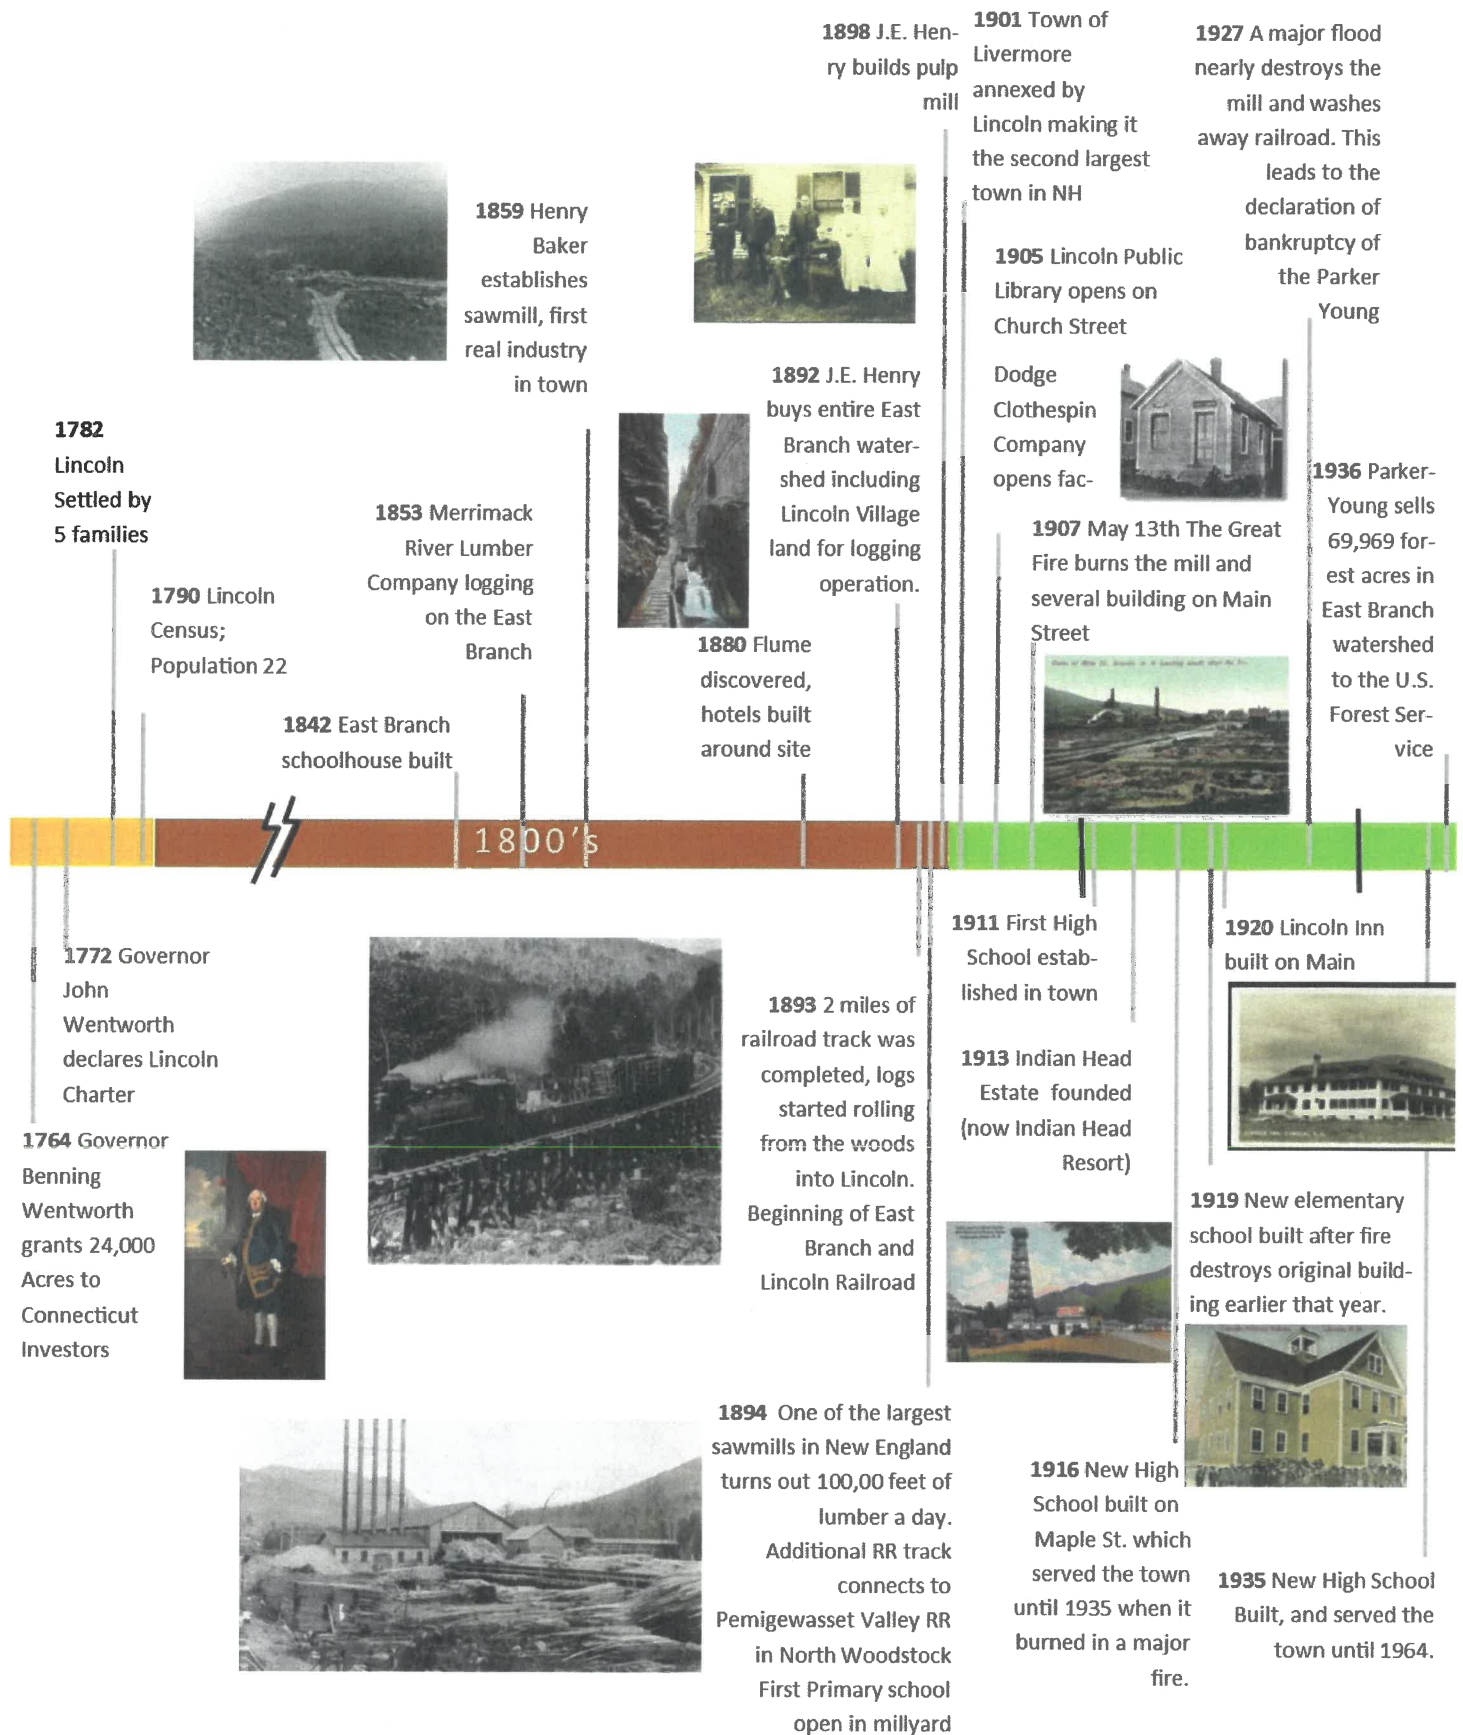 1898 J.E. Hen-
ry builds pulp
mill
1901 Town of
Livermore
annexed by
Lincoln making it
the second largest
town in NH
1927 A major flood
nearly destroys the
mill and washes
away railroad. This
leads to the
declaration of
bankruptcy of
the Parker
Young
1859 Henry
Baker
establishes
sawmill, first
real industry
in town
1905 Lincoln Public
Library opens on
Church Street
Dodge
Clothespin
Company
opens fac-
1892 J.E. Henry
buys entire East
Branch water-
shed including
Lincoln Village
land for logging
operation.
1782
Lincoln
Settled by
5 families
1853 Merrimack
River Lumber
Company logging
on the East
Branch
1936 Parker-
Young sells
69,969 for-
est acres in
East Branch
watershed
to the U.S.
Forest Ser-
vice
1907 May 13th The Great
Fire burns the mill and
several building on Main
Street
1790 Lincoln
Census;
Population 22
1880 Flume
discovered,
hotels built
around site
1842 East Branch
schoolhouse built
1800's
1772 Governor
John
Wentworth
declares Lincoln
Charter
1764 Governor
Benning
Wentworth
grants 24,000
Acres to
Connecticut
Investors
1893 2 miles of
railroad track was
completed, logs
started rolling
from the woods
into Lincoln.
Beginning of East
Branch and
Lincoln Railroad
1911 First High
School estab-
lished in town
1920 Lincoln Inn
built on Main
1913 Indian Head
Estate founded
(now Indian Head
Resort)
1919 New elementary
school built after fire
destroys original build-
ing earlier that year.
1894 One of the largest
sawmills in New England
turns out 100,00 feet of
lumber a day.
Additional RR track
connects to
Pemigewasset Valley RR
in North Woodstock
First Primary school
open in millyard
1916 New High
School built on
Maple St. which
served the town
until 1935 when it
burned in a major
fire.
1935 New High School
Built, and served the
town until 1964.